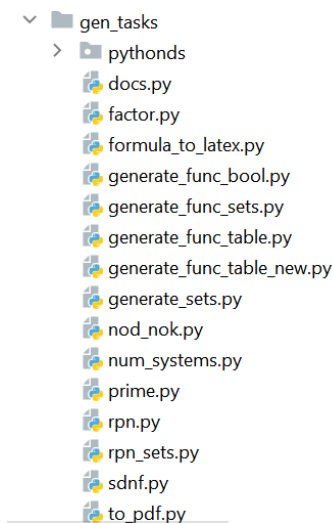 gen_tasks
pythonds
docs.py
factor.py
formula_to_latex.py
generate_func_bool.py
generate_func_sets.py
generate_func_table.py
generate_func_table_new.py
generate_sets.py
nod_nok.py
num_systems.py
prime.py
rpn.py
rpn_sets.py
sdnf.py
to_pdf.py